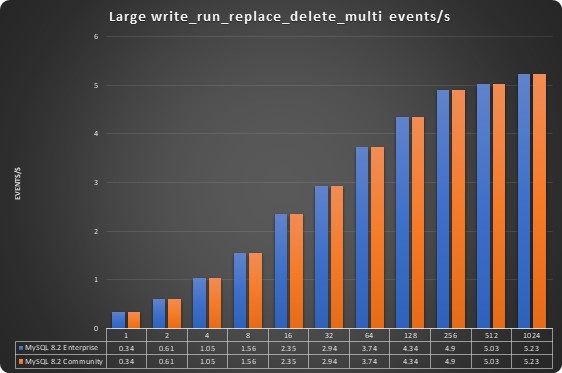 Large write_run_replace_delete_multi events/s
6
5
4
3
2
1
0
EVENTS/S
1 2 4 8 16 32 64 128 256 512 1024
MySQL 8.2 Enterprise 0.34 0.61 1.05 1.56 2.35 2.94 3.74 4.34 4.9 5.03 5.23
MySQL 8.2 Community 0.34 0.61 1.05 1.56 2.35 2.94 3.74 4.34 4.9 5.03 5.23